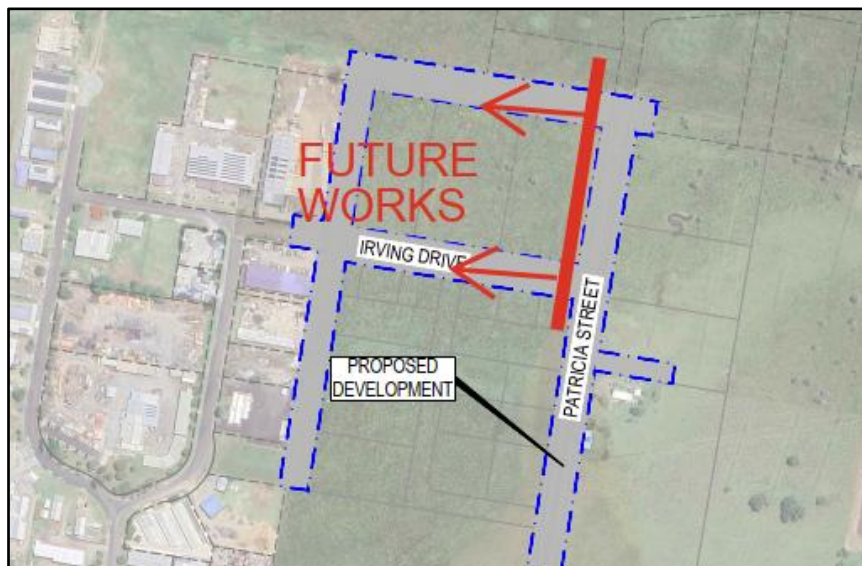 FUTURE
WORKS
IRVING DRIVE
PROPOSED
DEVELOPMENT
PATRICIA STREET